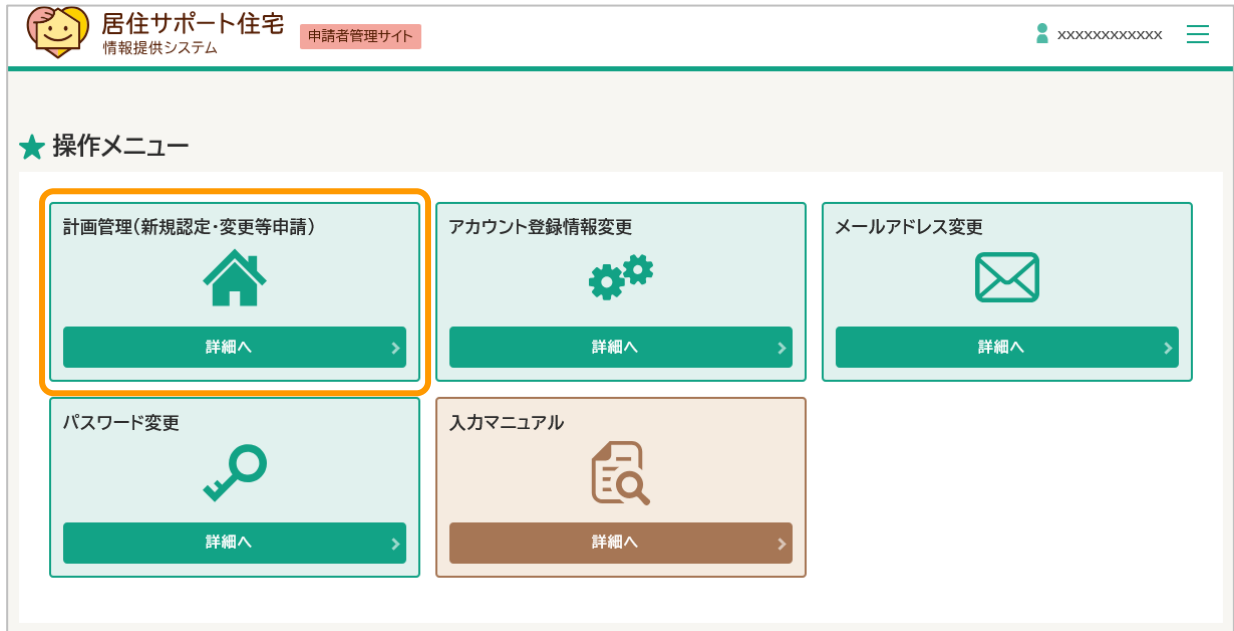 居住サポート住宅
情報提供システム
申請者管理サイト
xxxxxxxxxxxx
操作メニュー
計画管理(新規認定・変更等申請)
アカウント登録情報変更
メールアドレス変更
詳細へ
詳細へ
詳細へ
パスワード変更
入力マニュアル
詳細へ
詳細へ